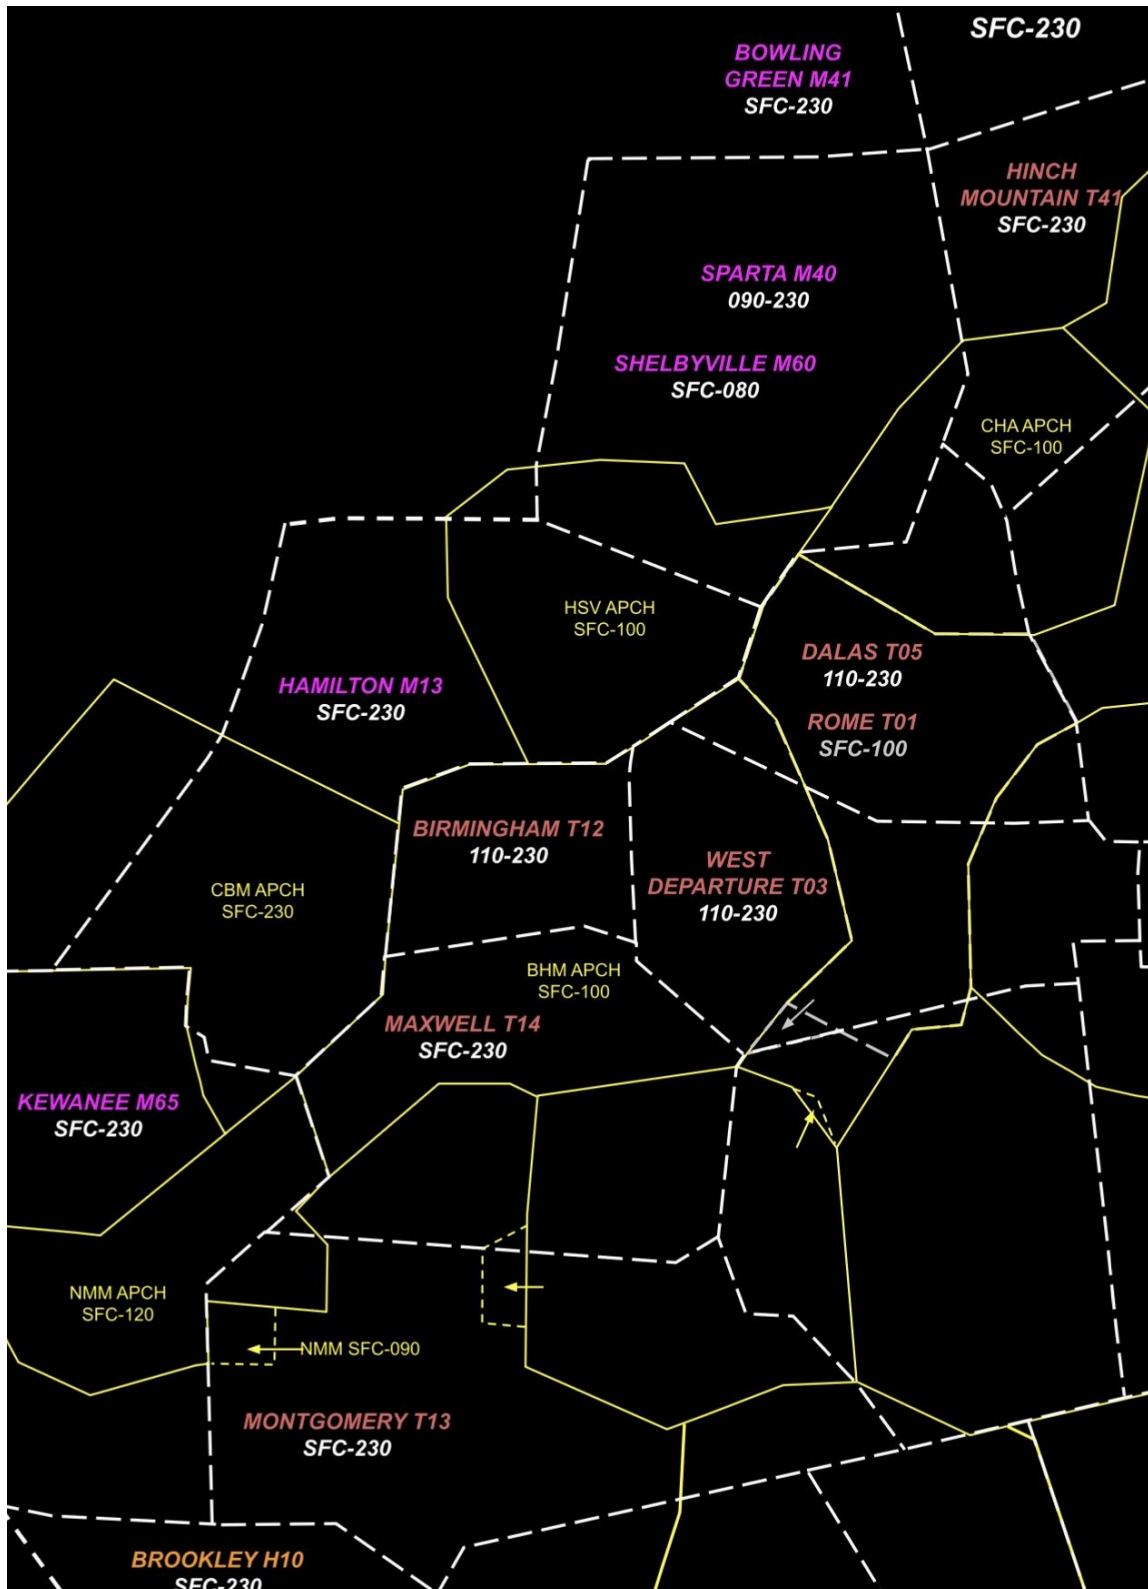 SFC-230
BOWLING
GREEN M41
SFC-230
HINCH
MOUNTAIN T41
SFC-230
SPARTA M40
090-230
SHELBYVILLE M60
SFC-080
CHA APCH
SFC-100
HSV APCH
SFC-100
DALAS T05
110-230
HAMILTON M13
SFC-230
ROME T01
SFC-100
BIRMINGHAM T12
110-230
WEST
DEPARTURE T03
110-230
CBM APCH
SFC-230
BHM APCH
SFC-100
MAXWELL T14
SFC-230
KEWANEE M65
SFC-230
NMM APCH
SFC-120
NMM SFC-090
MONTGOMERY T13
SFC-230
BROOKLEY H10
SFC-230